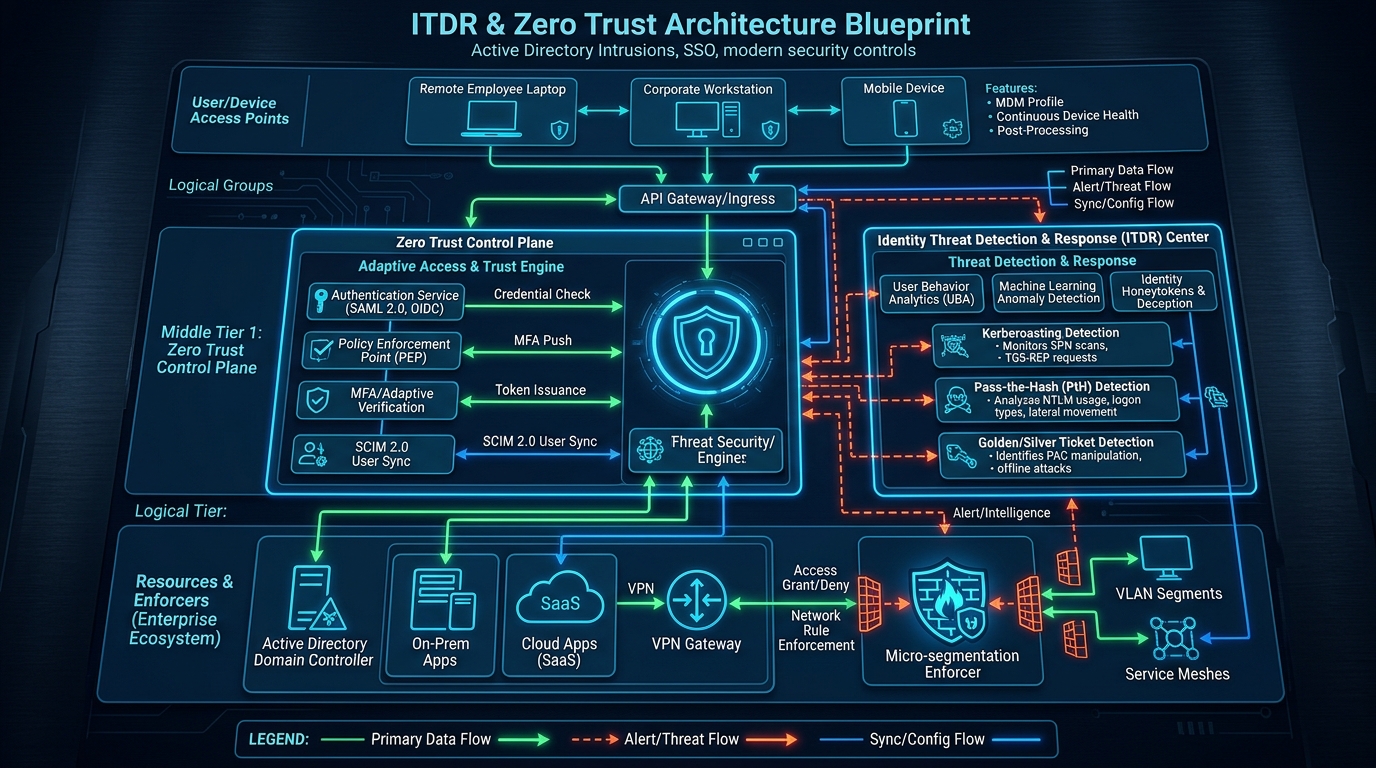 ITDR & Zero Trust Architecture Blueprint
Active Directory Intrusions, SSO, modern security controls
User/Device
Access Points
Remote Employee Laptop
Corporate Workstation
Mobile Device
Features:
• MDM Profile
• Continuous Device Health
• Post-Processing
Logical Groups
API Gateway/Ingress
Primary Data Flow
Alert/Threat Flow
Sync/Config Flow
Middle Tier 1:
Zero Trust
Control Plane
Zero Trust Control Plane
Adaptive Access & Trust Engine
Authentication Service
(SAML 2.0, OIDC)
Credential Check
Policy Enforcement
Point (PEP)
MFA Push
MFA/Adaptive
Verification
Token Issuance
SCIM 2.0
User Sync
SCIM 2.0 User Sync
Fhreat Security/
Engines
Identity Threat Detection & Response (ITDR) Center
Threat Detection & Response
User Behavior
Analytics (UBA)
Machine Learning
Anomaly Detection
Identity
Honeytokens &
Deception
Kerberoasting Detection
• Monitors SPN scans,
• TGS-REP requests
Pass-the-Hash (PtH) Detection
• Analyzae NTLM usage, logon
types, lateral movement
Golden/Silver Ticket Detection
• Identifies PAC manipulation,
• offline attacks
Logical Tier:
Alert/Intelligence
Resources &
Enforcers
(Enterprise
Ecosystem)
Active Directory
Domain Controller
On-Prem
Apps
SaaS
Cloud Apps
(SaaS)
VPN
VPN Gateway
Access
Grant/Deny
Network
Rule
Enforcement
Micro-segmentation
Enforcer
VLAN Segments
Service Meshes
LEGEND:
Primary Data Flow
Alert/Threat Flow
Sync/Config Flow